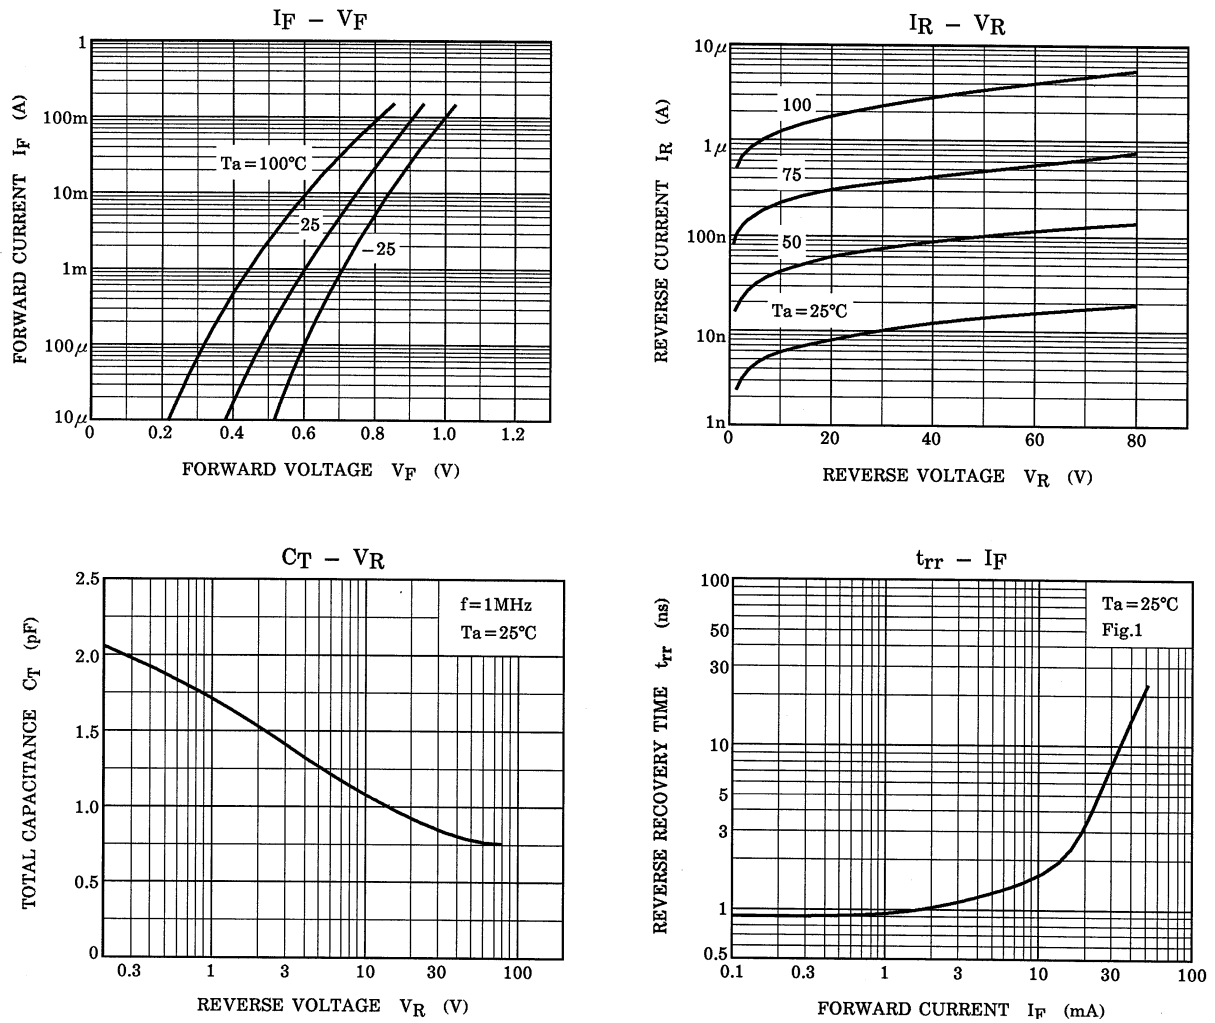 IF – VF
FORWARD CURRENT IF (A)
1
100m
10m
1m
100μ
10μ
Ta=100℃
25
−25
0 0.2 0.4 0.6 0.8 1.0 1.2
FORWARD VOLTAGE VF (V)
IR – VR
REVERSE CURRENT IR (A)
10μ
1μ
100n
10n
1n
100
75
50
Ta=25℃
0 20 40 60 80
REVERSE VOLTAGE VR (V)
CT – VR
TOTAL CAPACITANCE CT (pF)
2.5
2.0
1.5
1.0
0.5
0
f=1MHz
Ta=25℃
0.3 1 3 10 30 100
REVERSE VOLTAGE VR (V)
trr – IF
REVERSE RECOVERY TIME trr (ns)
100
50
30
10
5
3
1
0.5
Ta=25℃
Fig.1
0.1 0.3 1 3 10 30 100
FORWARD CURRENT IF (mA)